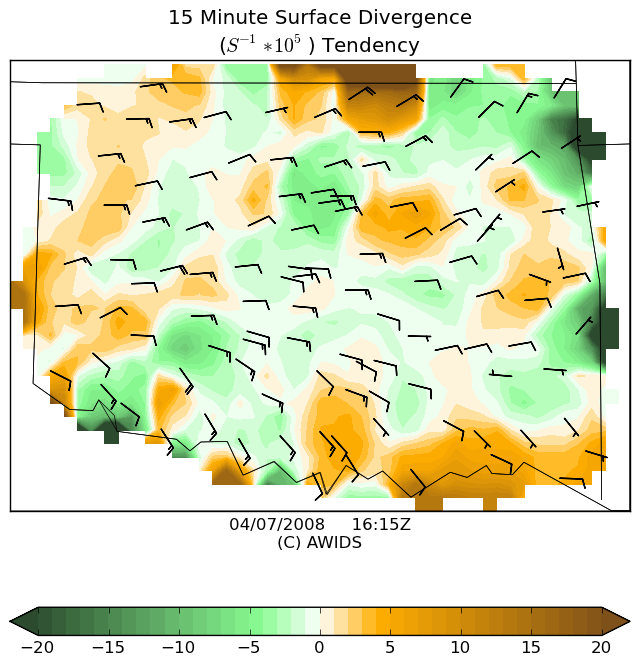 15 Minute Surface Divergence
(S⁻¹ *10⁵ ) Tendency
04/07/2008 16:15Z
(C) AWIDS
−20 −15 −10 −5 0 5 10 15 20